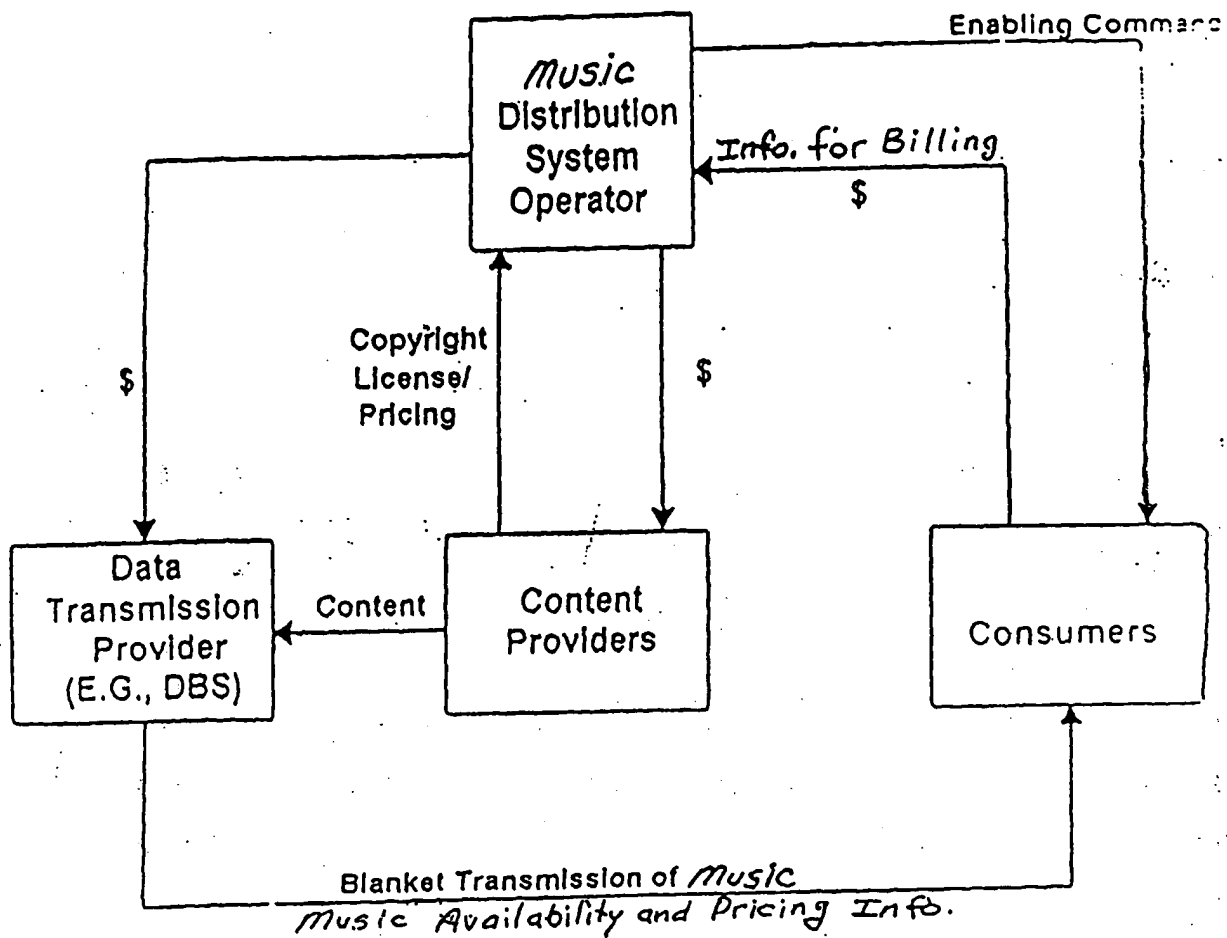 Enabling Comman
Music
Distribution
System
Operator
Info. for Billing
$
Copyright
License/
Pricing
$
$
Data
Transmission
Provider
(E.G., DBS)
Content
Content
Providers
Consumers
Blanket Transmission of Music
Music Availability and Pricing Info.